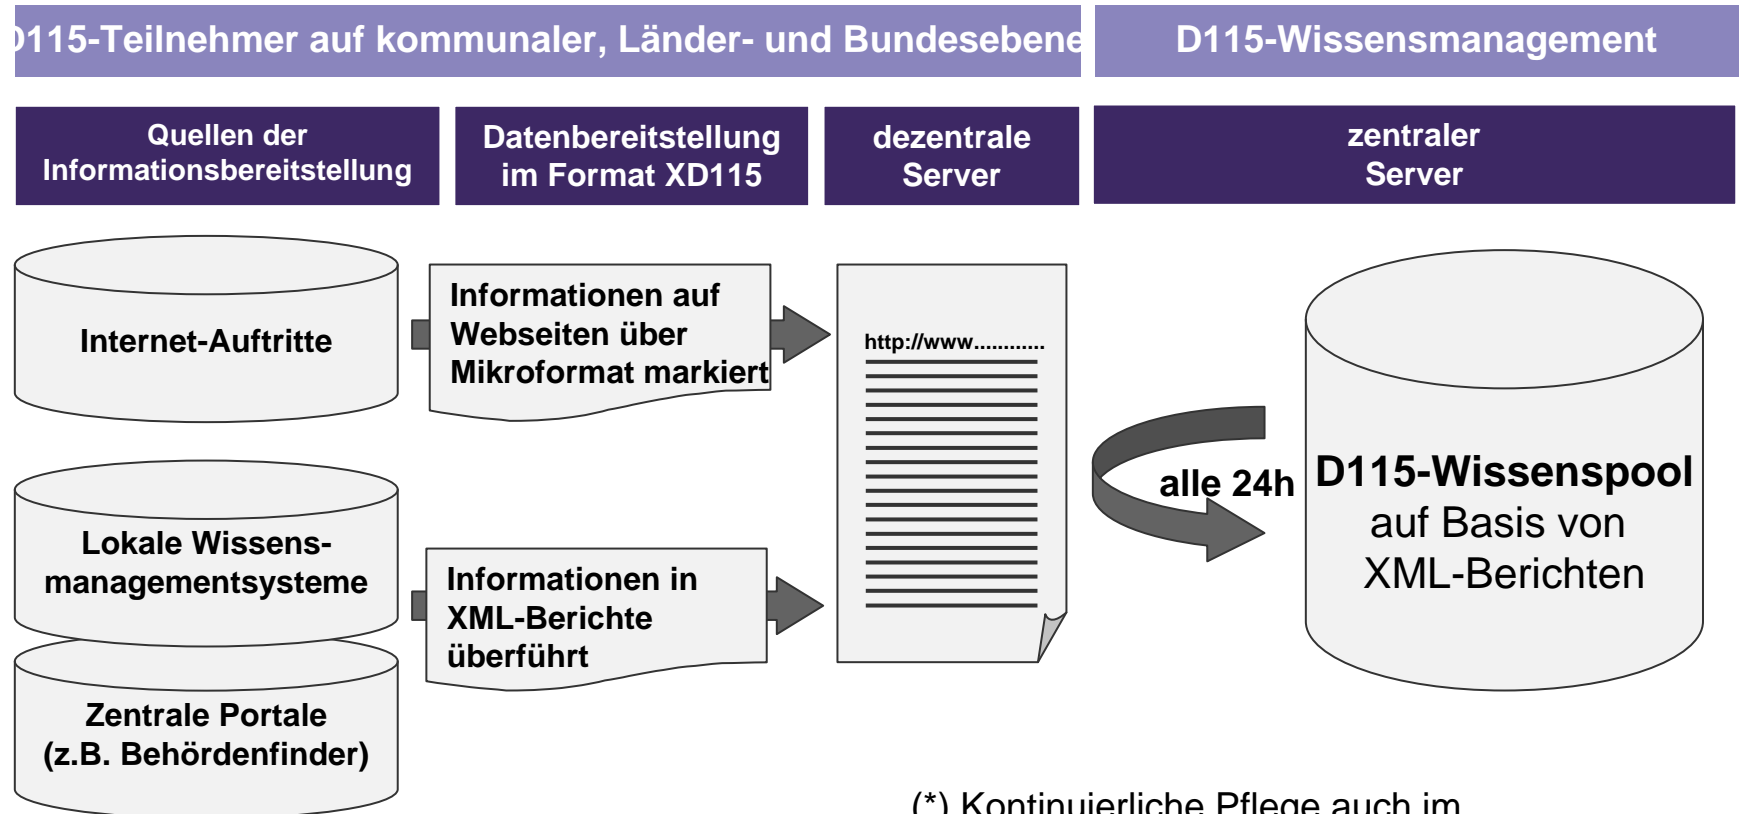 D115-Teilnehmer auf kommunaler, Länder- und Bundesebene
D115-Wissensmanagement
Quellen der
Informationsbereitstellung
Datenbereitstellung
im Format XD115
dezentrale
Server
zentraler
Server
Internet-Auftritte
Informationen auf
Webseiten über
Mikroformat markiert
http://www............
Lokale Wissens-
managementsysteme
Informationen in
XML-Berichte
überführt
Zentrale Portale
(z.B. Behördenfinder)
alle 24h
D115-Wissenspool
auf Basis von
XML-Berichten
(*) Kontinuierliche Pflege auch im